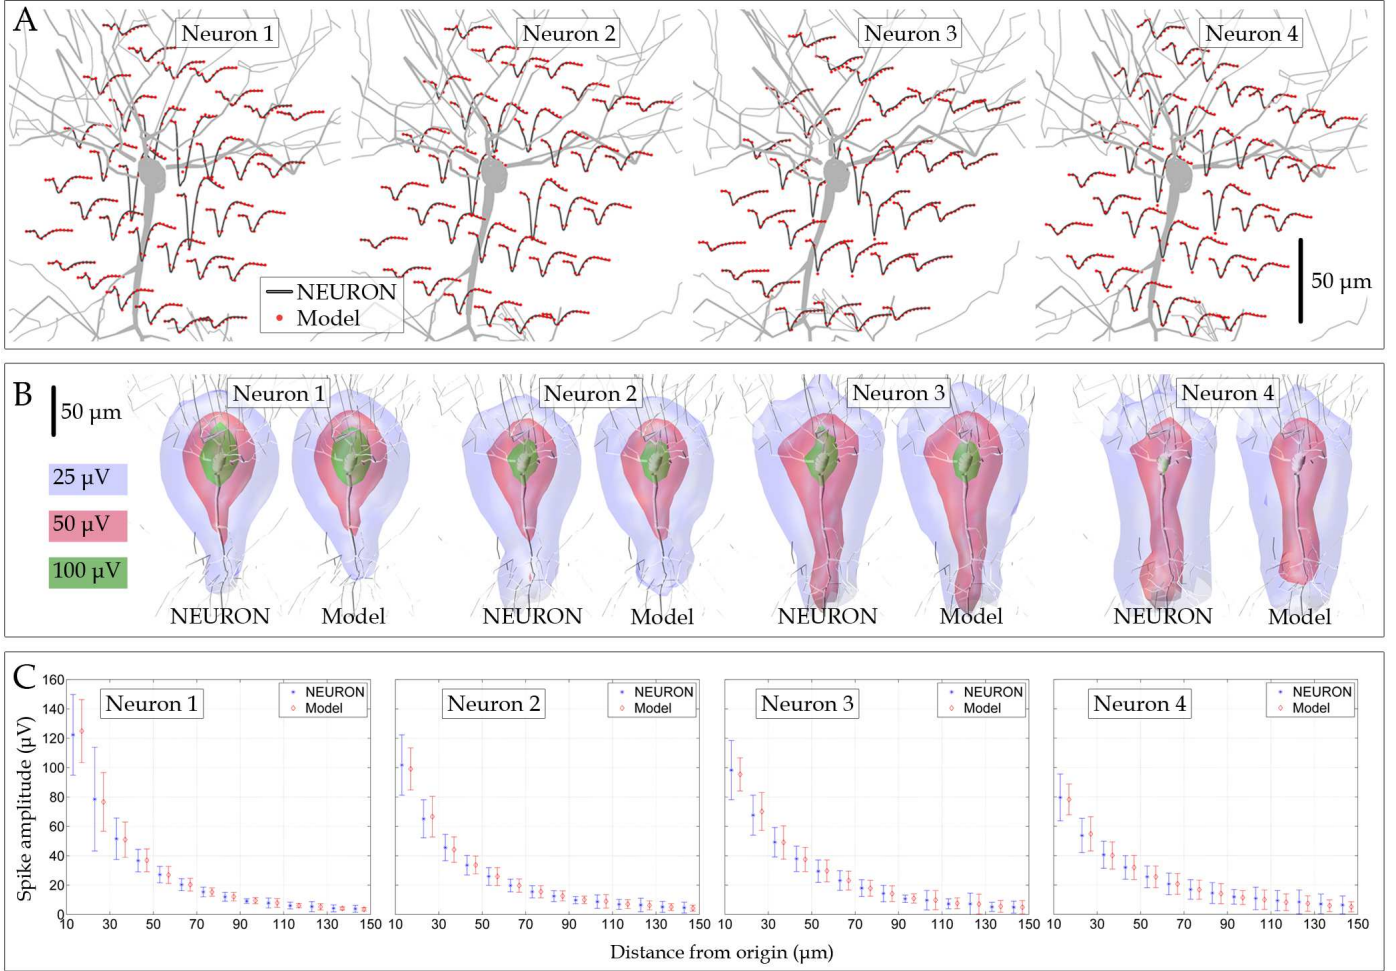 A
Neuron 1
Neuron 2
Neuron 3
Neuron 4
NEURON
Model
50 µm
B
50 µm
Neuron 1
Neuron 2
Neuron 3
Neuron 4
25 µV
50 µV
100 µV
NEURON Model
NEURON Model
NEURON Model
NEURON Model
C
Spike amplitude (µV)
160
140
120
100
80
60
40
20
0
Neuron 1
NEURON
Model
Neuron 2
NEURON
Model
Neuron 3
NEURON
Model
Neuron 4
NEURON
Model
10 30 50 70 90 110 130 150
10 30 50 70 90 110 130 150
10 30 50 70 90 110 130 150
10 30 50 70 90 110 130 150
Distance from origin (µm)